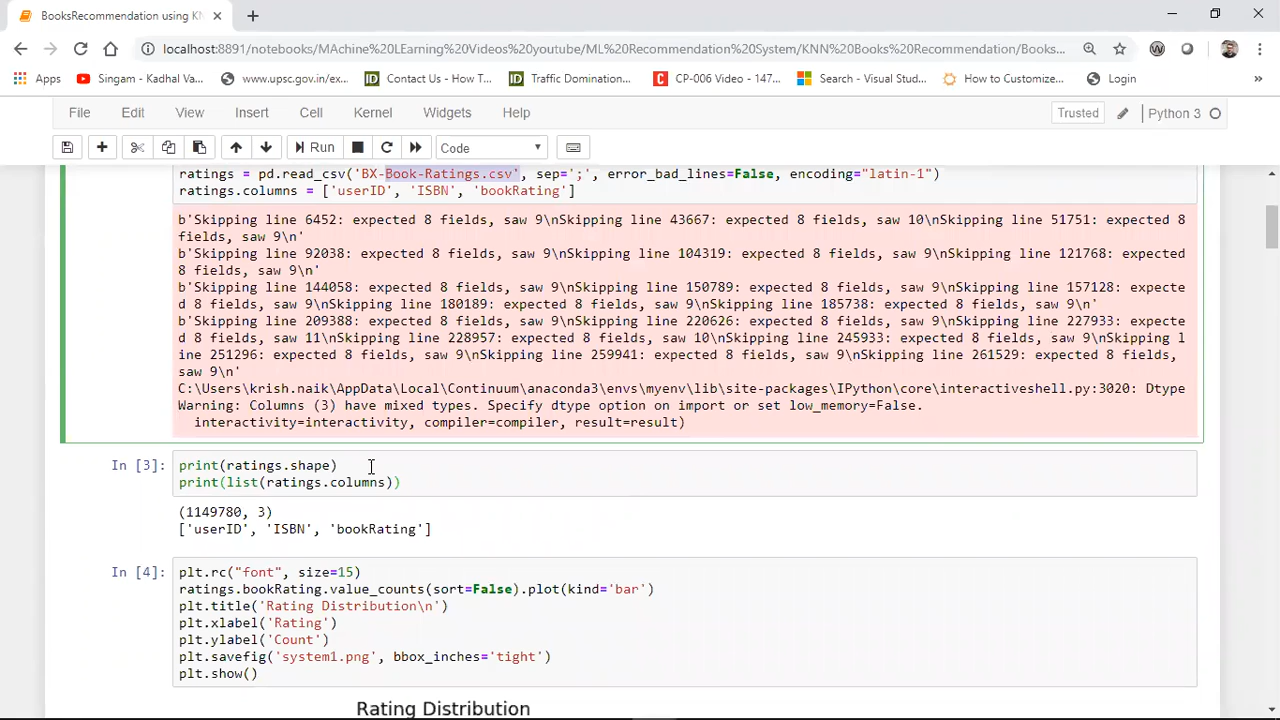 BooksRecommendation using KN
localhost:8891/notebooks/MAchine%20LEarning%20Videos%20youtube/ML%20Recommendation%20System/KNN%20Books%20Recommendation/Books...
Apps
Singam - Kadhal Va...
www.upsc.gov.in/ex...
Contact Us - How T...
Traffic Domination...
CP-006 Video - 147...
Search - Visual Stud...
How to Customize...
Login
»
File Edit View Insert Cell Kernel Widgets Help
Trusted
Python 3
Run
Code
ratings = pd.read_csv('BX-Book-Ratings.csv', sep=';', error_bad_lines=False, encoding="latin-1")
ratings.columns = ['userID', 'ISBN', 'bookRating']
b'Skipping line 6452: expected 8 fields, saw 9\nSkipping line 43667: expected 8 fields, saw 10\nSkipping line 51751: expected 8
fields, saw 9\n'
b'Skipping line 92038: expected 8 fields, saw 9\nSkipping line 104319: expected 8 fields, saw 9\nSkipping line 121768: expected
8 fields, saw 9\n'
b'Skipping line 144058: expected 8 fields, saw 9\nSkipping line 150789: expected 8 fields, saw 9\nSkipping line 157128: expecte
d 8 fields, saw 9\nSkipping line 180189: expected 8 fields, saw 9\nSkipping line 185738: expected 8 fields, saw 9\n'
b'Skipping line 209388: expected 8 fields, saw 9\nSkipping line 220626: expected 8 fields, saw 9\nSkipping line 227933: expecte
d 8 fields, saw 11\nSkipping line 228957: expected 8 fields, saw 10\nSkipping line 245933: expected 8 fields, saw 9\nSkipping l
ine 251296: expected 8 fields, saw 9\nSkipping line 259941: expected 8 fields, saw 9\nSkipping line 261529: expected 8 fields,
saw 9\n'
C:\Users\krish.naik\AppData\Local\Continuum\anaconda3\envs\myenv\lib\site-packages\IPython\core\interactiveshell.py:3020: Dtype
Warning: Columns (3) have mixed types. Specify dtype option on import or set low_memory=False.
interactivity=interactivity, compiler=compiler, result=result)
In [3]:
print(ratings.shape)
print(list(ratings.columns))
(1149780, 3)
['userID', 'ISBN', 'bookRating']
In [4]:
plt.rc("font", size=15)
ratings.bookRating.value_counts(sort=False).plot(kind='bar')
plt.title('Rating Distribution\n')
plt.xlabel('Rating')
plt.ylabel('Count')
plt.savefig('system1.png', bbox_inches='tight')
plt.show()
Rating Distribution